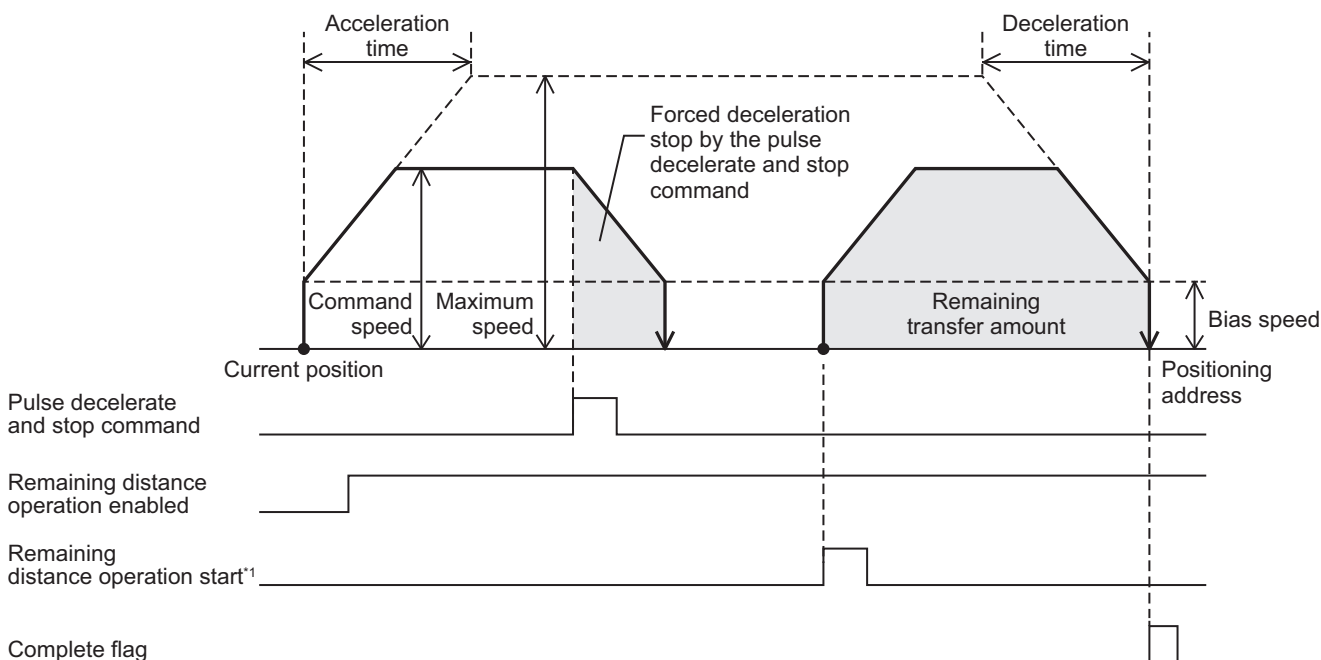 Acceleration
time
Deceleration
time
Forced deceleration
stop by the pulse
decelerate and stop
command
Command
speed
Maximum
speed
Remaining
transfer amount
Bias speed
Current position
Positioning
address
Pulse decelerate
and stop command
Remaining distance
operation enabled
Remaining
distance operation start*1
Complete flag